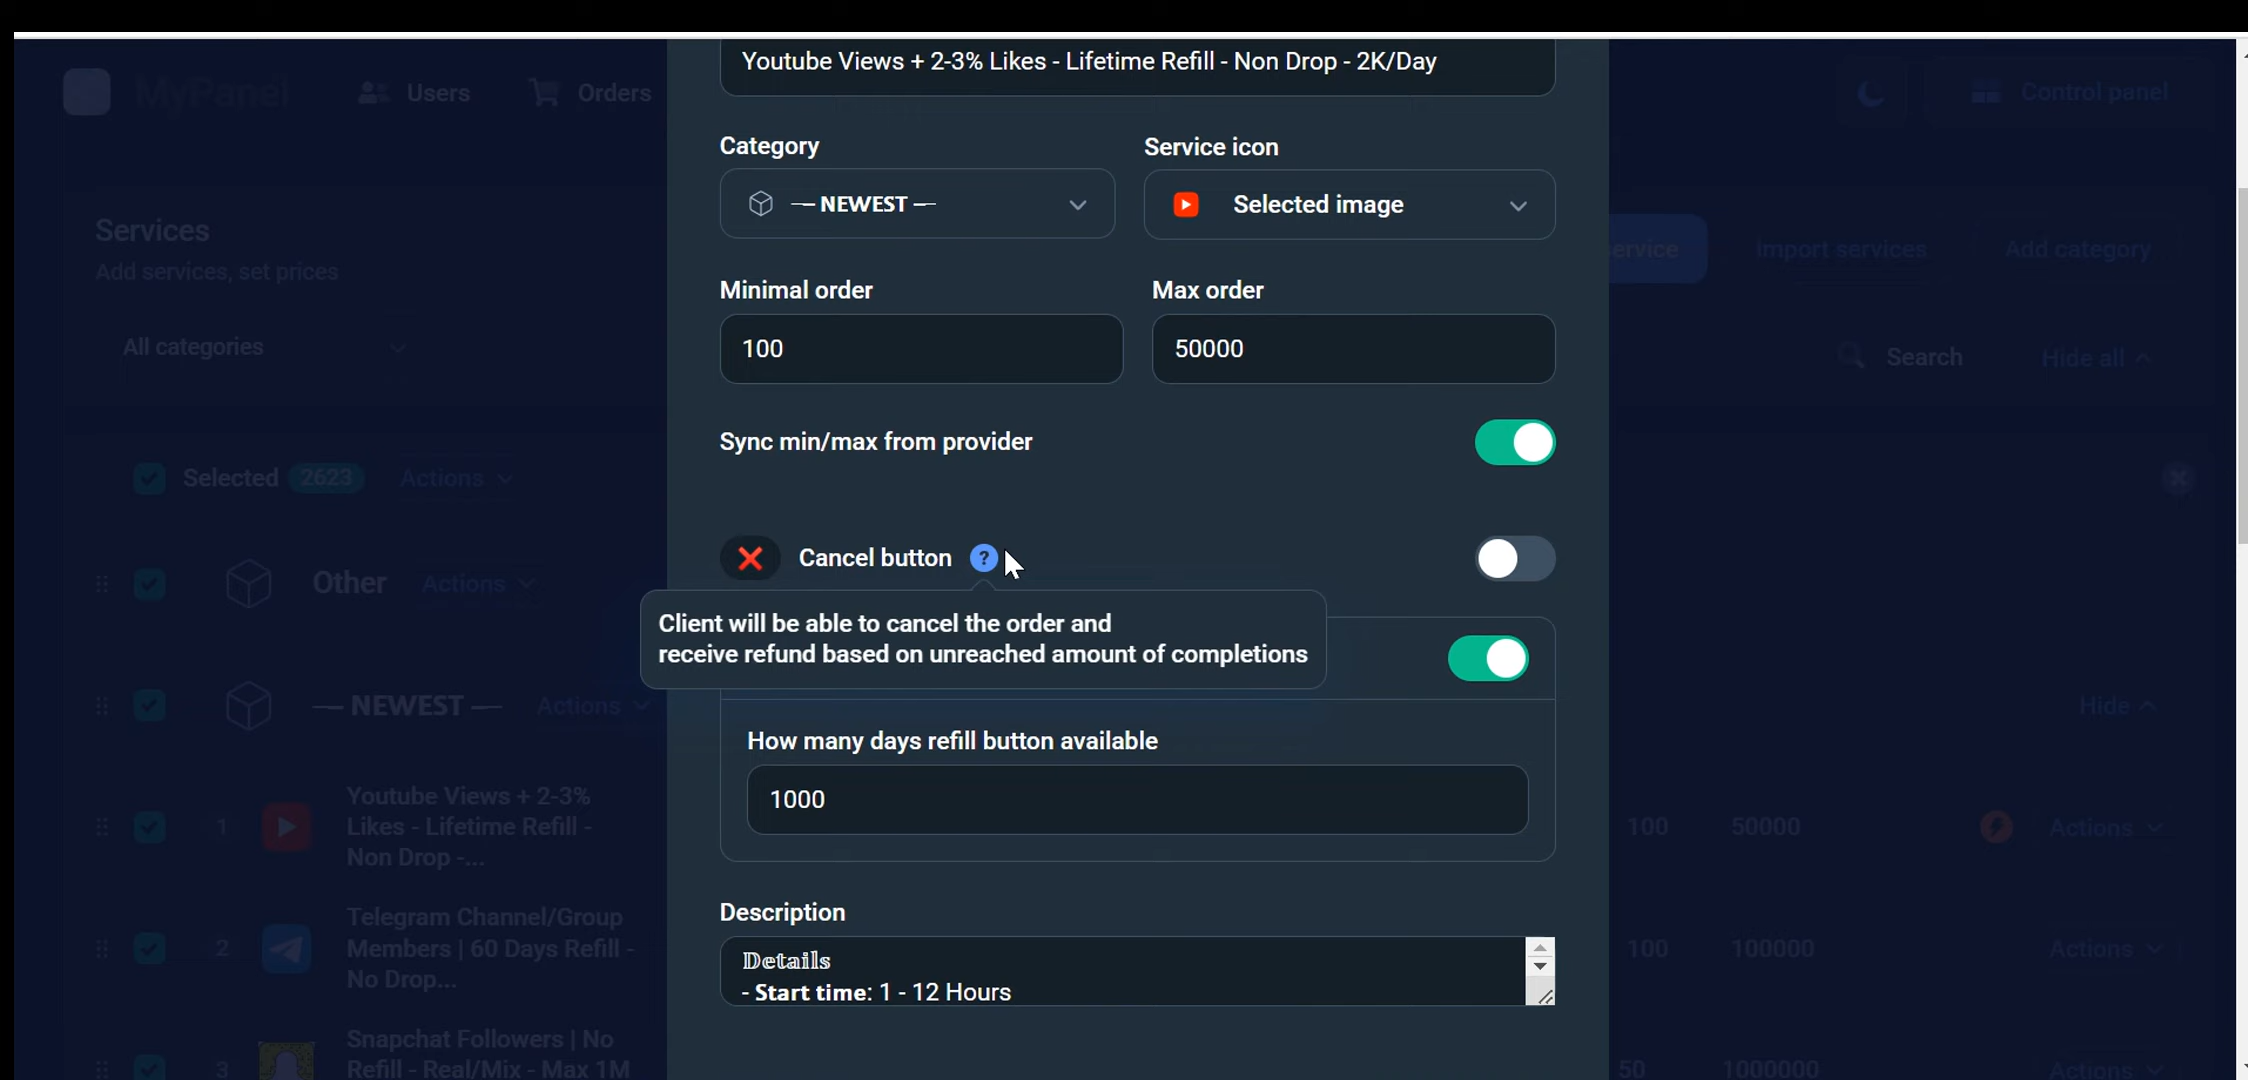 Youtube Views + 2-3% Likes - Lifetime Refill - Non Drop - 2K/Day
MyPanel
Users
Orders
Control panel
Category
Service icon
— NEWEST —
Selected image
Services
Add services, set prices
ervice
Import services
Add category
Minimal order
Max order
100
50000
All categories
Search
Hide all
Sync min/max from provider
Selected 2623 Actions
Cancel button ?
Other Actions
Client will be able to cancel the order and
receive refund based on unreached amount of completions
— NEWEST — Actions
Hide
How many days refill button available
1000
1
Youtube Views + 2-3%
Likes - Lifetime Refill -
Non Drop -...
100 50000 Actions
Description
𝔻𝕖𝕥𝕒𝕚𝕝𝕤
- Start time: 1 - 12 Hours
2
Telegram Channel/Group
Members | 60 Days Refill -
No Drop...
100 100000 Actions
3
Snapchat Followers | No
Refill - Real/Mix - Max 1M
50 1000000 Actions